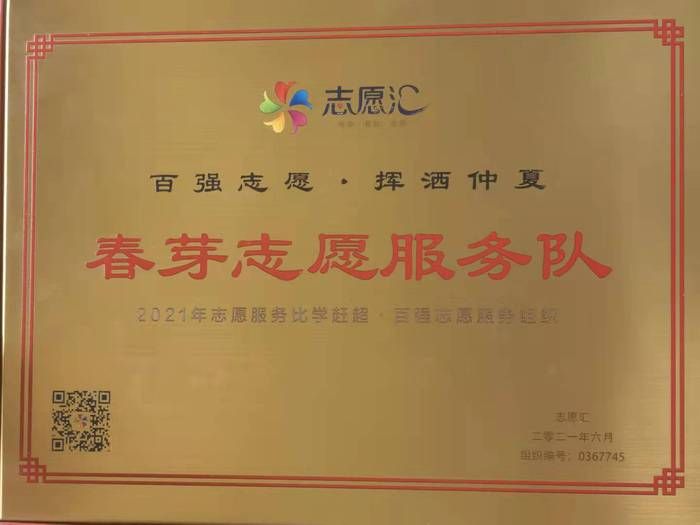 志愿汇
百强志愿·挥洒仲夏
春芽志愿服务队
2021年志愿服务比学赶超·百强志愿服务组织
志愿汇
二零二一年六月
组织编号：0367745